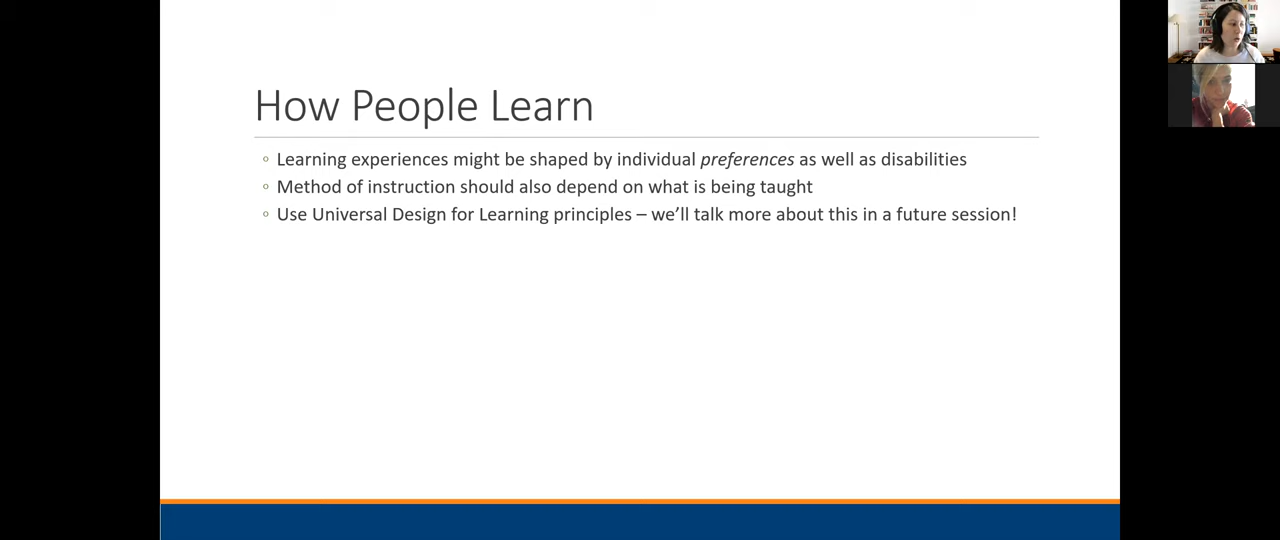 How People Learn
Learning experiences might be shaped by individual preferences as well as disabilities
Method of instruction should also depend on what is being taught
Use Universal Design for Learning principles – we’ll talk more about this in a future session!